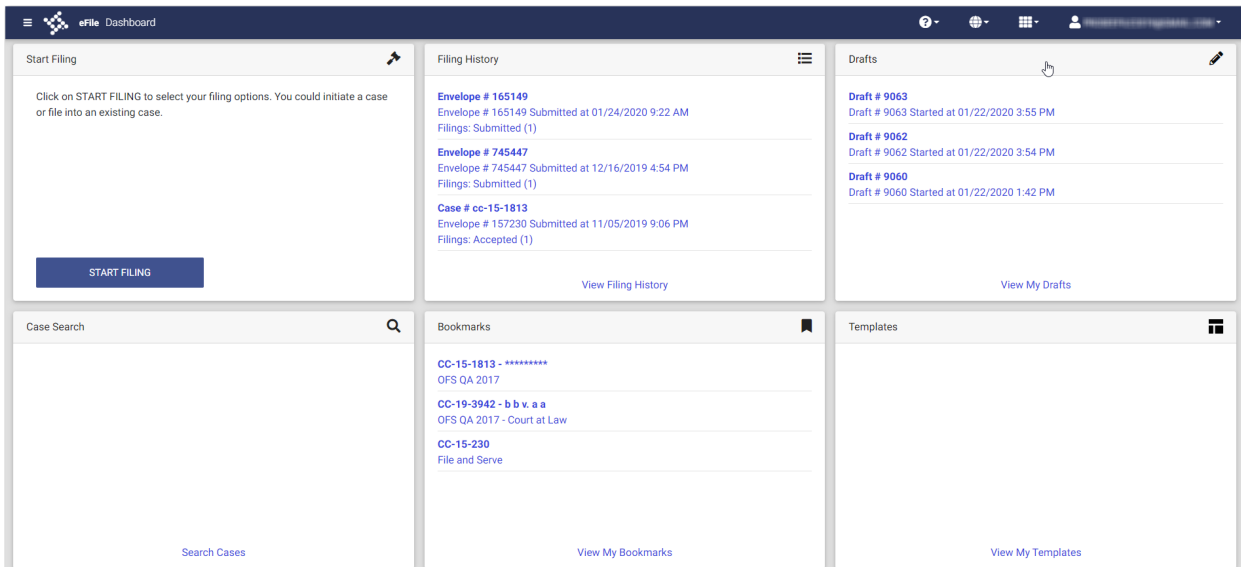 eFile Dashboard
Start Filing
Click on START FILING to select your filing options. You could initiate a case
or file into an existing case.
START FILING
Filing History
Envelope # 165149
Envelope # 165149 Submitted at 01/24/2020 9:22 AM
Filings: Submitted (1)
Envelope # 745447
Envelope # 745447 Submitted at 12/16/2019 4:54 PM
Filings: Submitted (1)
Case # cc-15-1813
Envelope # 157230 Submitted at 11/05/2019 9:06 PM
Filings: Accepted (1)
View Filing History
Drafts
Draft # 9063
Draft # 9063 Started at 01/22/2020 3:55 PM
Draft # 9062
Draft # 9062 Started at 01/22/2020 3:54 PM
Draft # 9060
Draft # 9060 Started at 01/22/2020 1:42 PM
View My Drafts
Case Search
Search Cases
Bookmarks
CC-15-1813 - *********
OFS QA 2017
CC-19-3942 - b b v. a a
OFS QA 2017 - Court at Law
CC-15-230
File and Serve
View My Bookmarks
Templates
View My Templates